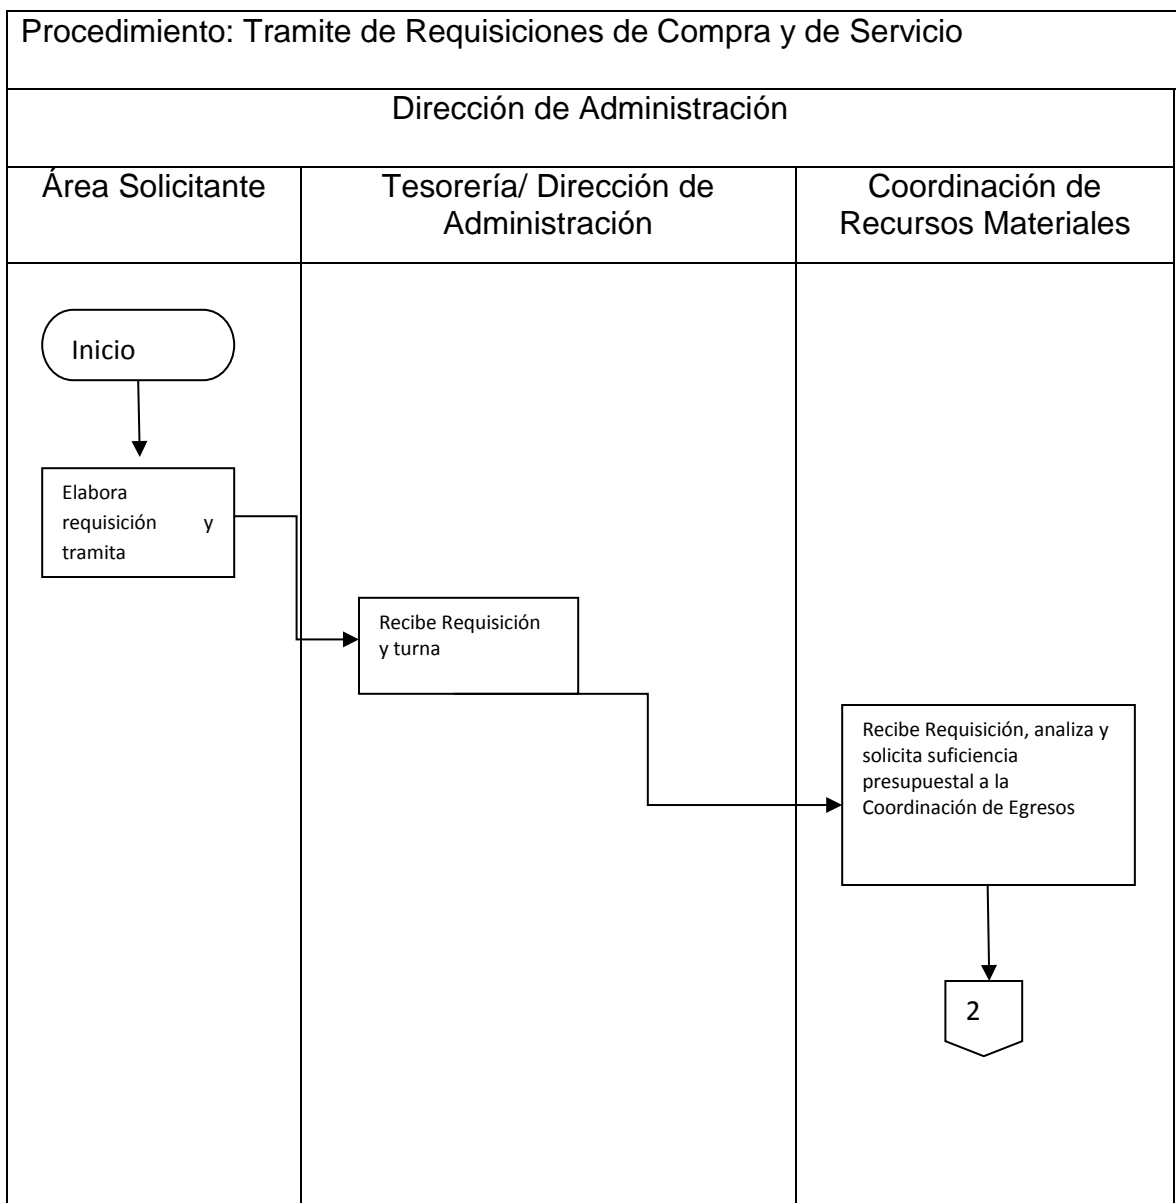 Procedimiento: Tramite de Requisiciones de Compra y de Servicio
Dirección de Administración
Área Solicitante
Tesorería/ Dirección de
Administración
Coordinación de
Recursos Materiales
Inicio
Elabora
requisición y
tramita
Recibe Requisición
y turna
Recibe Requisición, analiza y
solicita suficiencia
presupuestal a la
Coordinación de Egresos
2